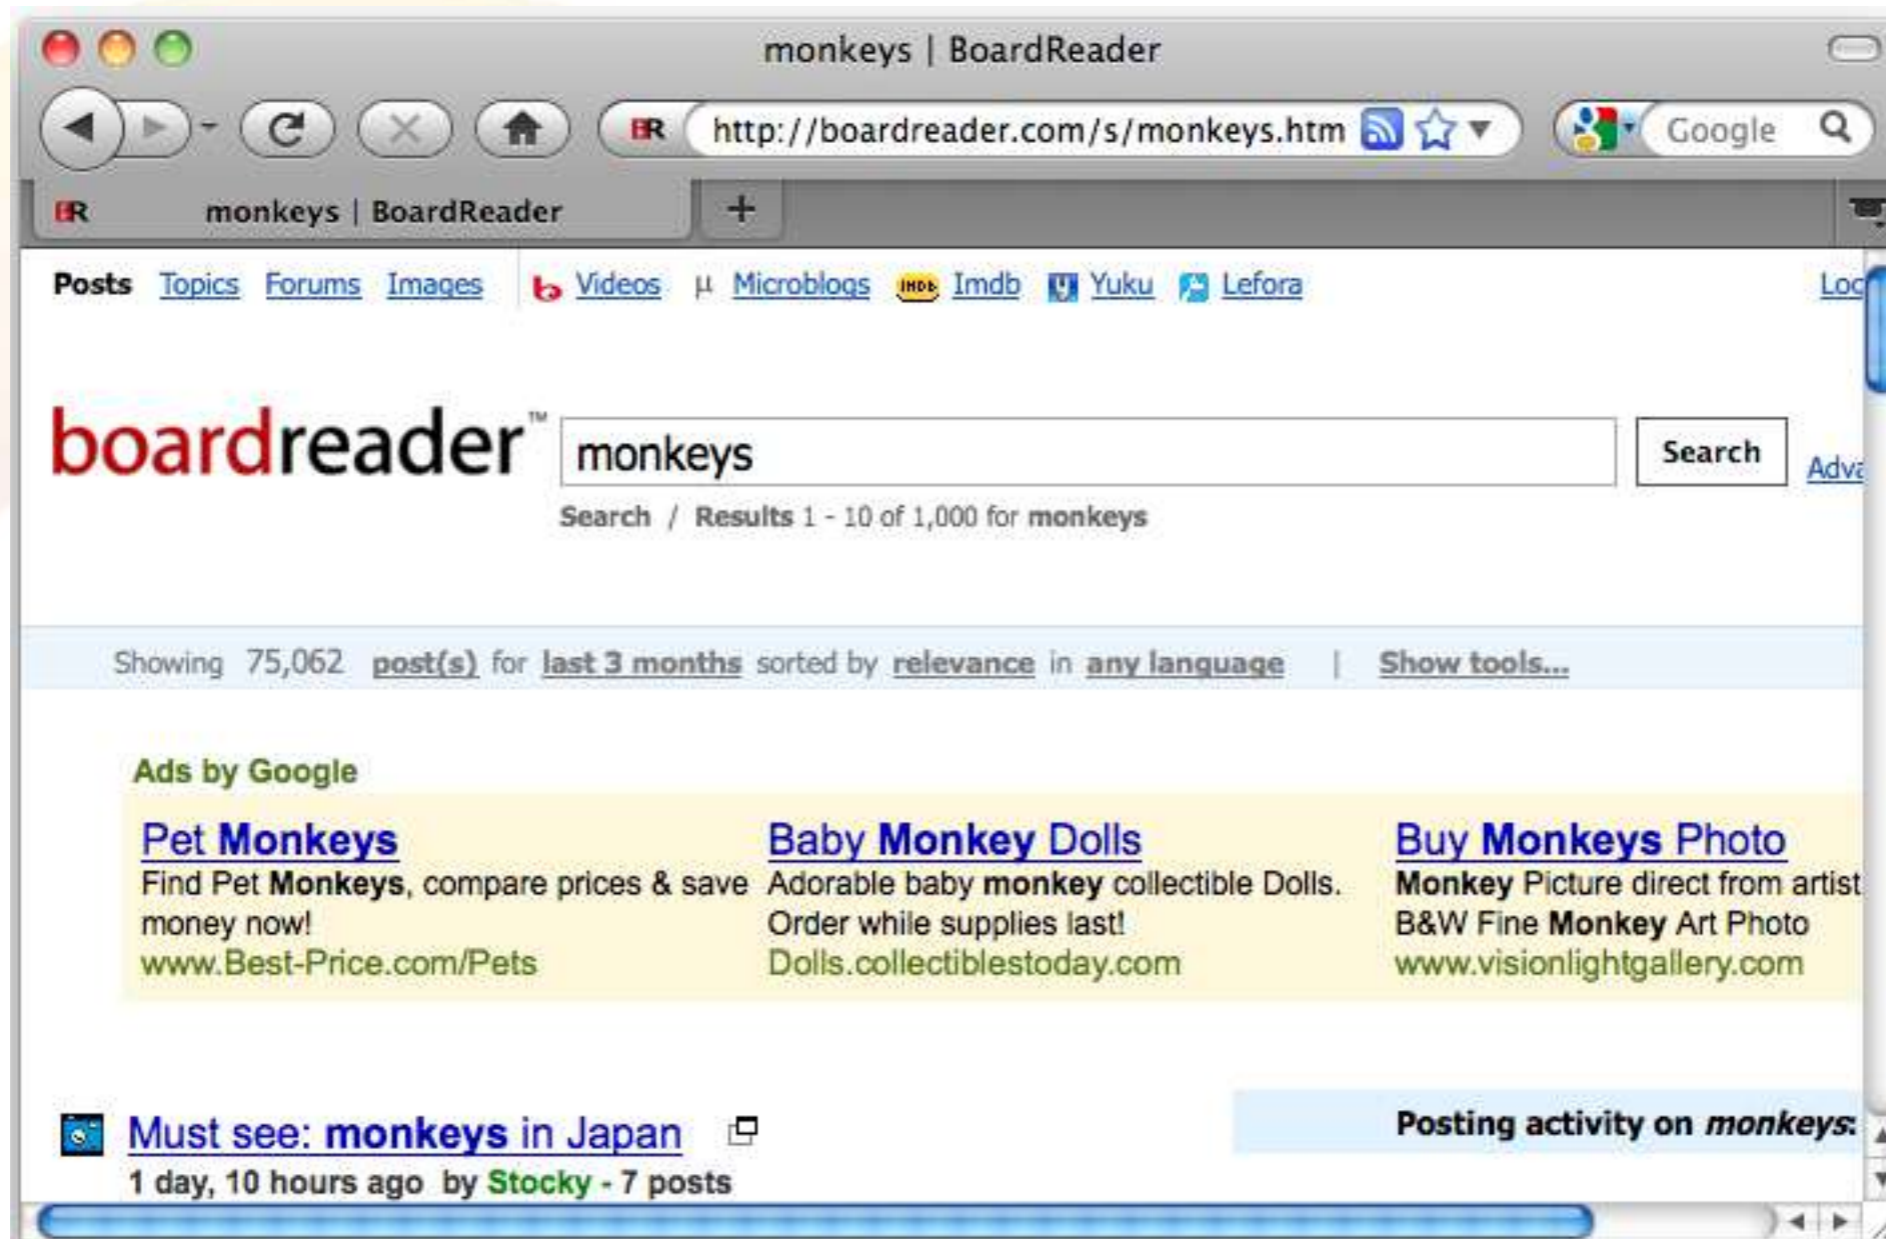 monkeys | BoardReader
BR http://boardreader.com/s/monkeys.htm Google
BR monkeys | BoardReader +
Posts Topics Forums Images b Videos µ Microblogs IMDb Imdb Yuku Lefora Loc
boardreader™ monkeys Search Adva
Search / Results 1 - 10 of 1,000 for monkeys
Showing 75,062 post(s) for last 3 months sorted by relevance in any language | Show tools...
Ads by Google
Pet Monkeys
Find Pet Monkeys, compare prices & save
money now!
www.Best-Price.com/Pets
Baby Monkey Dolls
Adorable baby monkey collectible Dolls.
Order while supplies last!
Dolls.collectiblestoday.com
Buy Monkeys Photo
Monkey Picture direct from artist
B&W Fine Monkey Art Photo
www.visionlightgallery.com
Must see: monkeys in Japan
1 day, 10 hours ago by Stocky - 7 posts
Posting activity on monkeys: